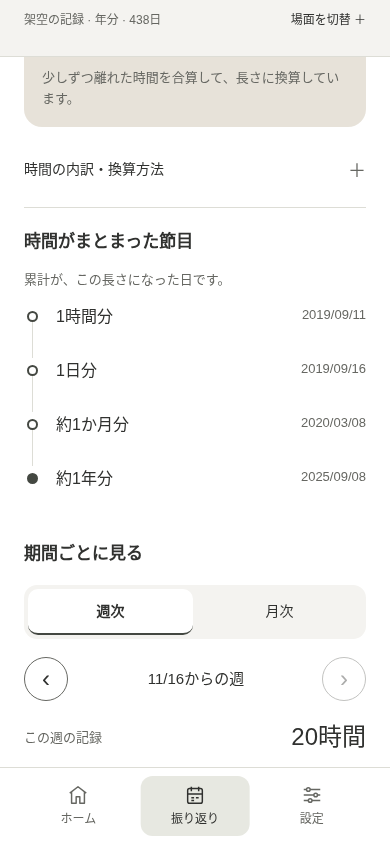 架空の記録 · 年分 · 438日
場面を切替 ＋
少しずつ離れた時間を合算して、長さに換算してい
ます。
時間の内訳・換算方法
時間がまとまった節目
累計が、この長さになった日です。
1時間分 2019/09/11
1日分 2019/09/16
約1か月分 2020/03/08
約1年分 2025/09/08
期間ごとに見る
週次 月次
‹ 11/16からの週 ›
この週の記録 20時間
ホーム 振り返り 設定